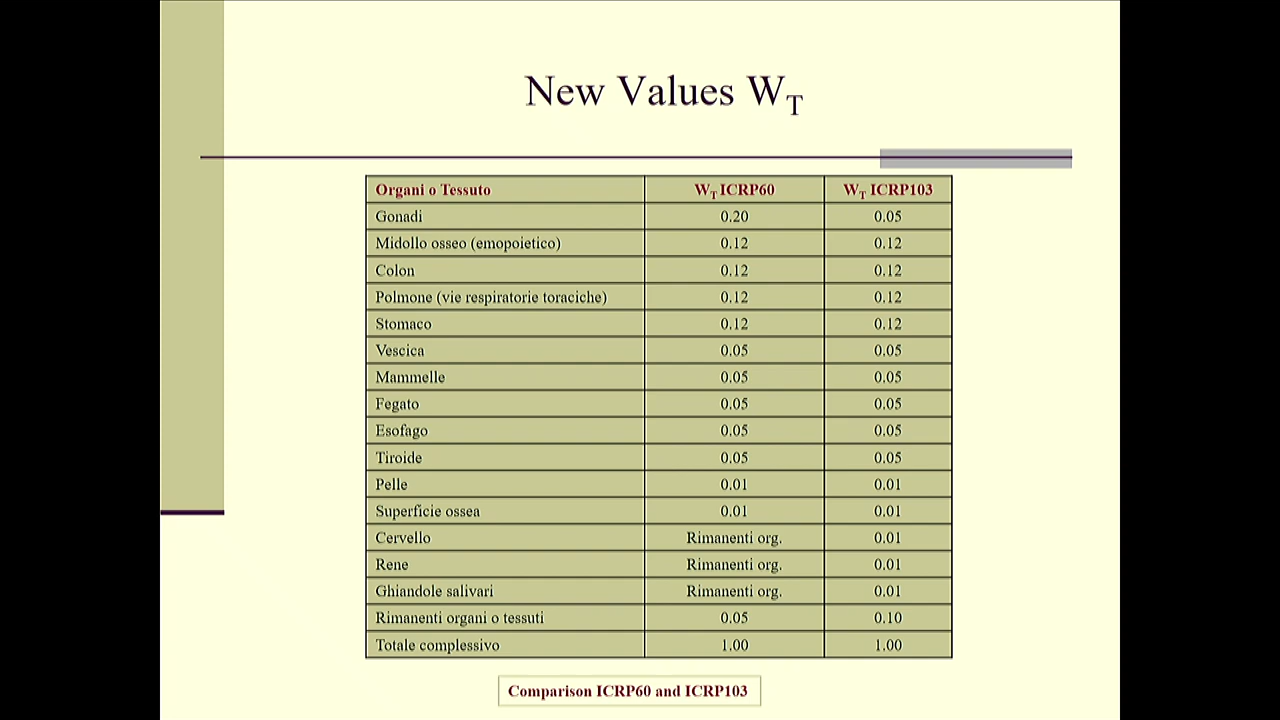 New Values WT
Organi o Tessuto WT ICRP60 WT ICRP103
Gonadi 0.20 0.05
Midollo osseo (emopoietico) 0.12 0.12
Colon 0.12 0.12
Polmone (vie respiratorie toraciche) 0.12 0.12
Stomaco 0.12 0.12
Vescica 0.05 0.05
Mammelle 0.05 0.05
Fegato 0.05 0.05
Esofago 0.05 0.05
Tiroide 0.05 0.05
Pelle 0.01 0.01
Superficie ossea 0.01 0.01
Cervello Rimanenti org. 0.01
Rene Rimanenti org. 0.01
Ghiandole salivari Rimanenti org. 0.01
Rimanenti organi o tessuti 0.05 0.10
Totale complessivo 1.00 1.00
Comparison ICRP60 and ICRP103